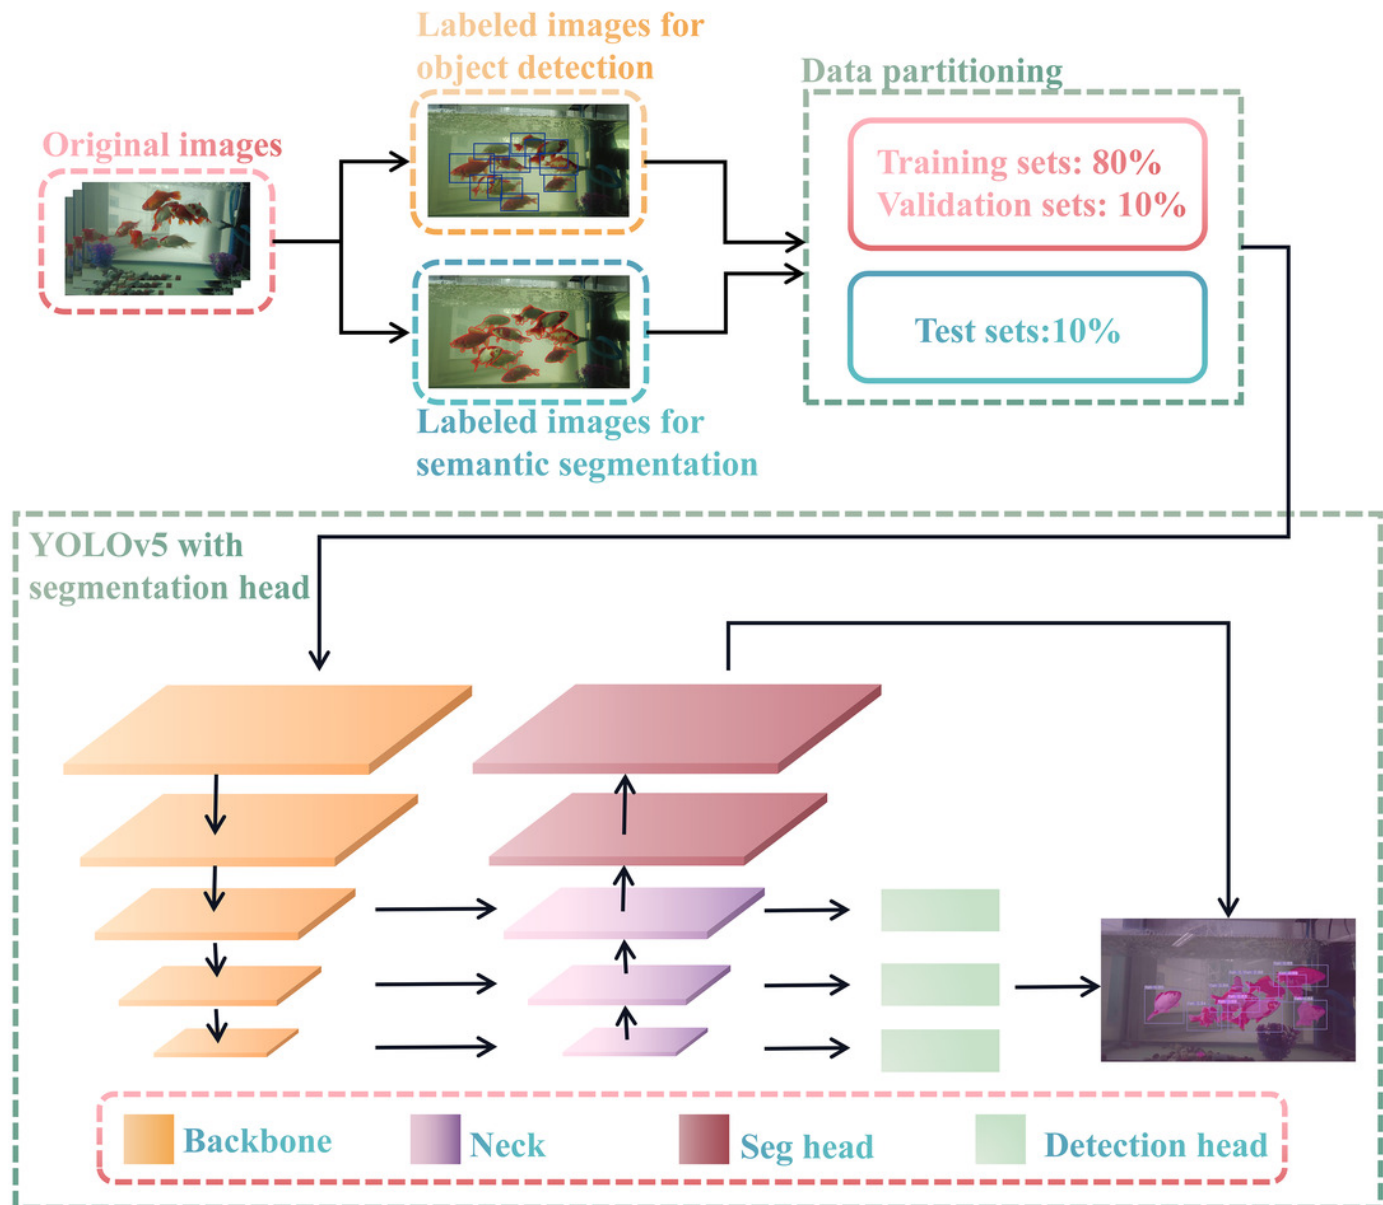 Labeled images for
object detection
Data partitioning
Original images
Training sets: 80%
Validation sets: 10%
Test sets:10%
Labeled images for
semantic segmentation
YOLOv5 with
segmentation head
Backbone
Neck
Seg head
Detection head